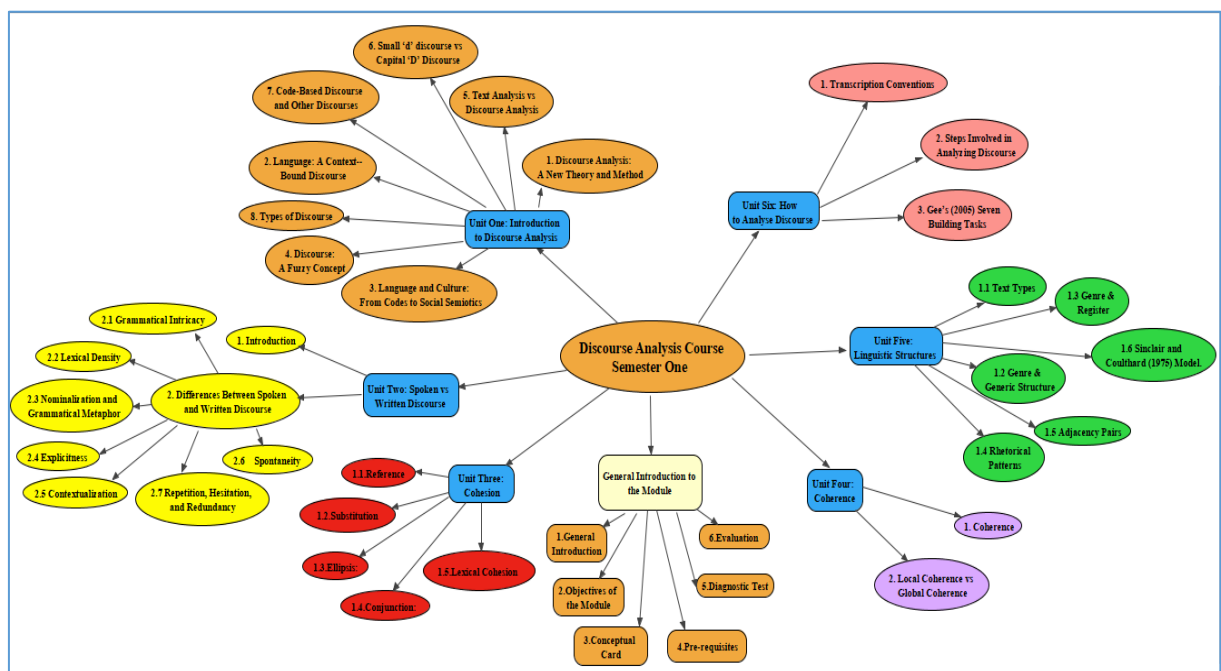 6. Small ‘d’ discourse vs
Capital ‘D’ Discourse
7. Code-Based Discourse
and Other Discourses
5. Text Analysis vs
Discourse Analysis
2. Language: A Context--
Bound Discourse
1. Discourse Analysis:
A New Theory and Method
8. Types of Discourse
Unit One: Introduction
to Discourse Analysis
4. Discourse:
A Fuzzy Concept
3. Language and Culture:
From Codes to Social Semiotics
1. Transcription Conventions
2. Steps Involved in
Analyzing Discourse
Unit Six: How
to Analyse Discourse
3. Gee's (2005) Seven
Building Tasks
Discourse Analysis Course
Semester One
1.1 Text Types
1.3 Genre &
Register
Unit Five:
Linguistic Structures
1.6 Sinclair and
Coulthard (1975) Model.
1.2 Genre &
Generic Structure
1.5 Adjacency Pairs
1.4 Rhetorical
Patterns
2.1 Grammatical Intricacy
1. Introduction
2.2 Lexical Density
Unit Two: Spoken vs
Written Discourse
2. Differences Between Spoken
and Written Discourse
2.3 Nominalization and
Grammatical Metaphor
2.4 Explicitness
2.6 Spontaneity
2.5 Contextualization
2.7 Repetition, Hesitation,
and Redundancy
Unit Three:
Cohesion
1.1.Reference
1.2.Substitution
1.3.Ellipsis:
1.5.Lexical Cohesion
1.4.Conjunction:
General Introduction to
the Module
1.General
Introduction
6.Evaluation
2.Objectives of
the Module
5.Diagnostic Test
3.Conceptual
Card
4.Pre-requisites
Unit Four:
Coherence
1. Coherence
2. Local Coherence vs
Global Coherence